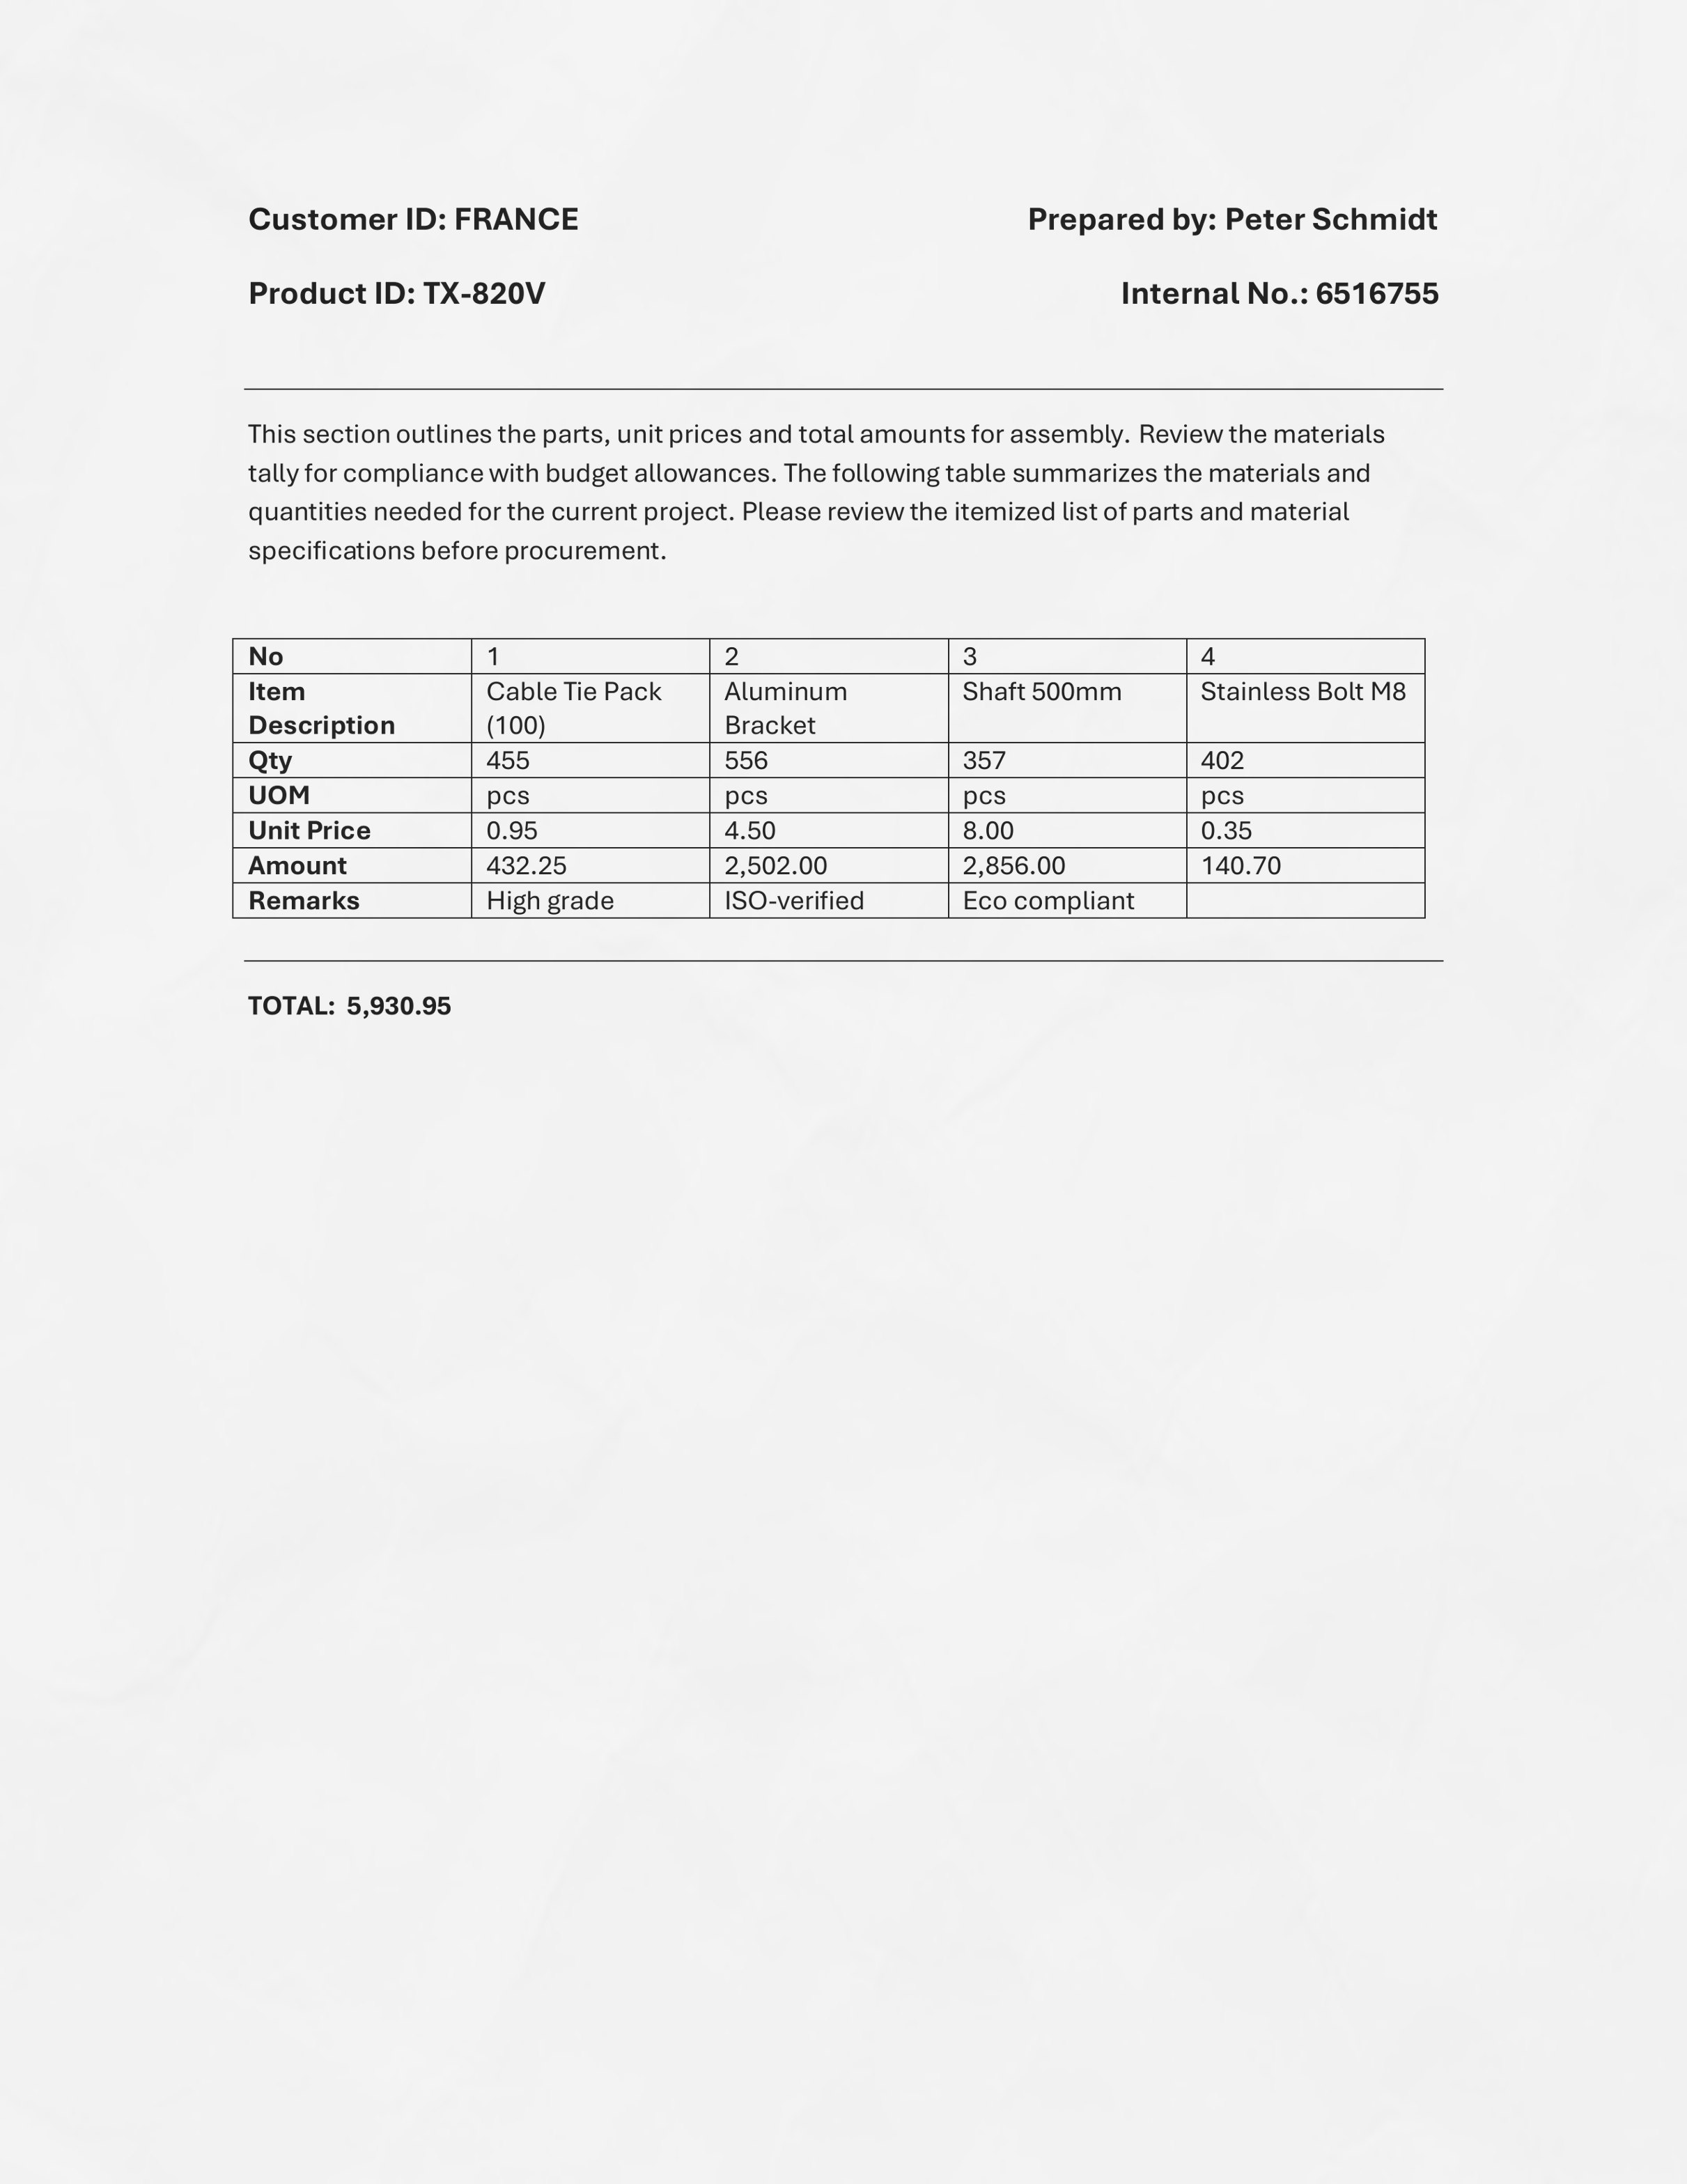 Customer ID: FRANCE Prepared by: Peter Schmidt
Product ID: TX-820V Internal No.: 6516755
This section outlines the parts, unit prices and total amounts for assembly. Review the materials
tally for compliance with budget allowances. The following table summarizes the materials and
quantities needed for the current project. Please review the itemized list of parts and material
specifications before procurement.
No 1 2 3 4
Item Cable Tie Pack Aluminum Shaft 500mm Stainless Bolt M8
Description (100) Bracket
Qty 455 556 357 402
UOM pcs pcs pcs pcs
Unit Price 0.95 4.50 8.00 0.35
Amount 432.25 2,502.00 2,856.00 140.70
Remarks High grade ISO-verified Eco compliant
TOTAL: 5,930.95